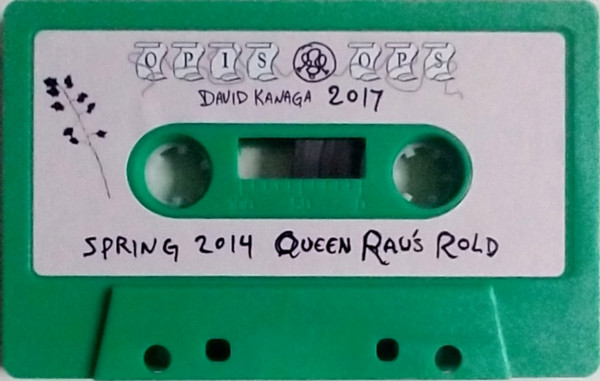 OPIS OPS
DAVID KANAGA 2017
SPRING 2014 QUEEN RAU'S ROLD